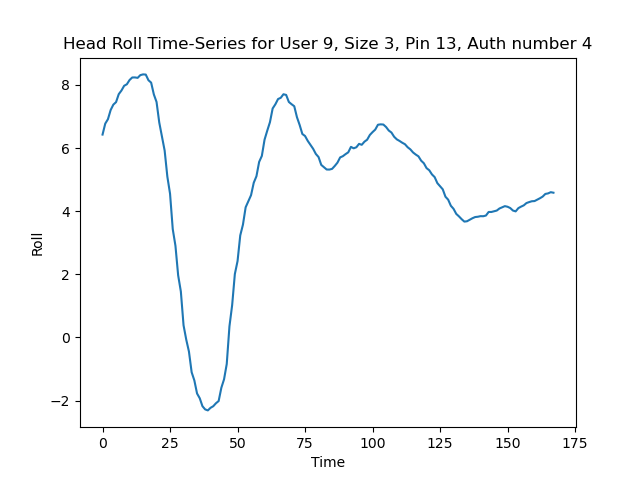 Head Roll Time-Series for User 9, Size 3, Pin 13, Auth number 4
8
6
4
2
0
−2
Roll
0 25 50 75 100 125 150 175
Time